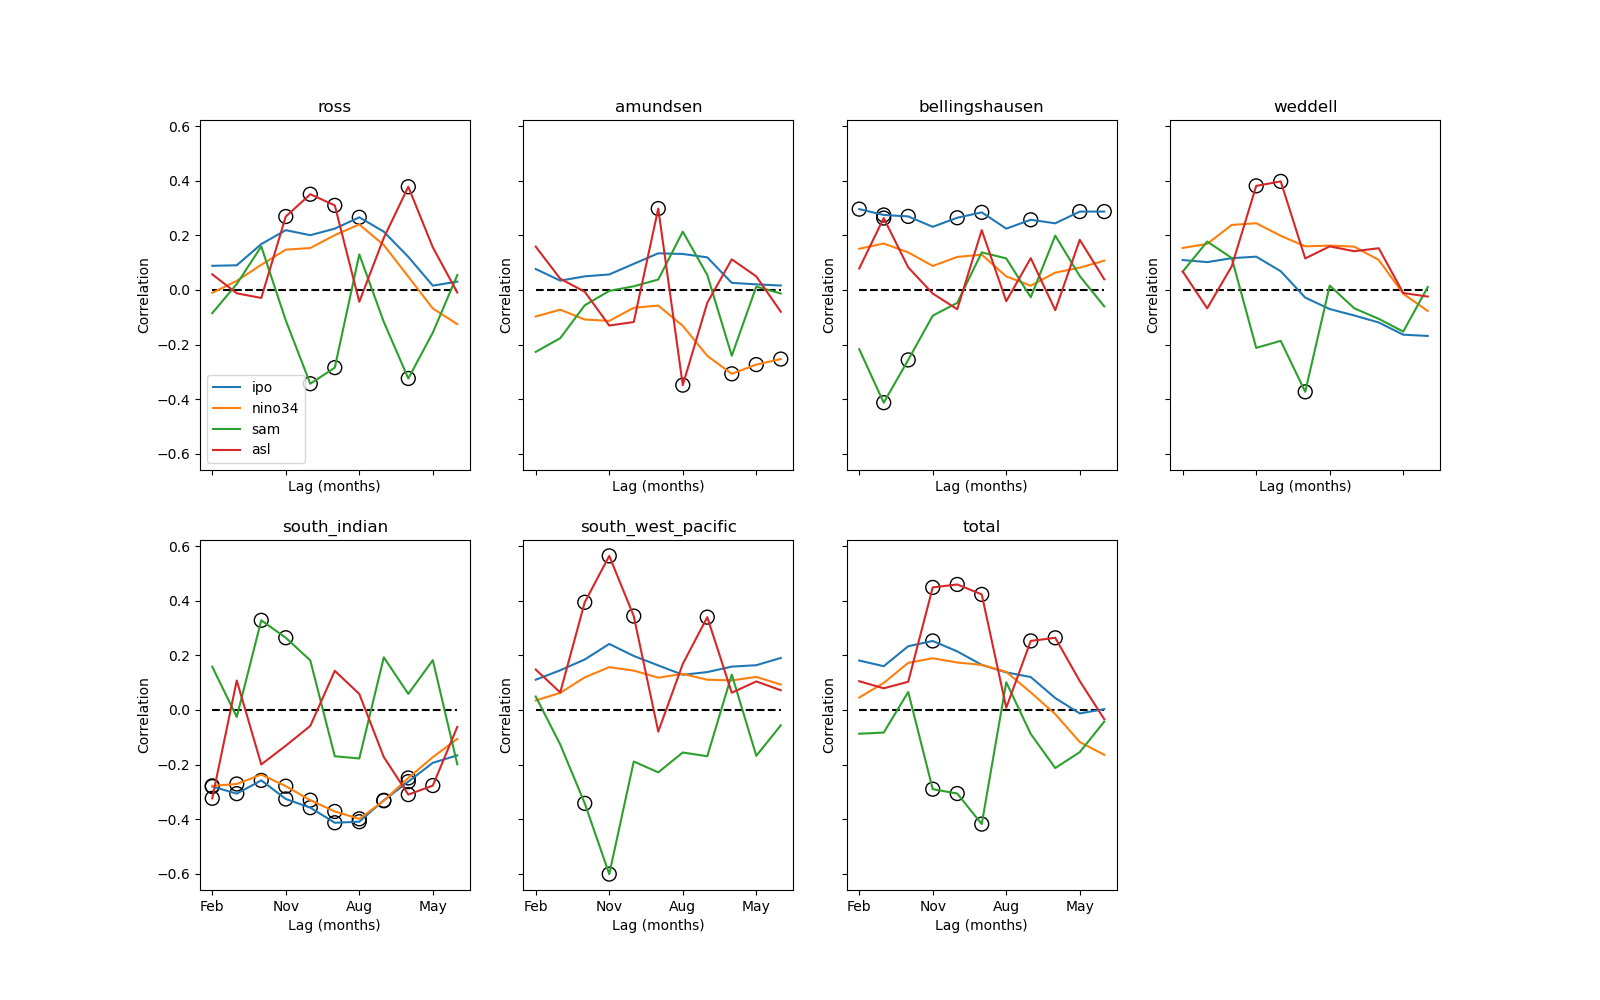 ross
amundsen
bellingshausen
weddell
0.6
0.4
0.2
0.0
−0.2
−0.4
−0.6
Correlation
Correlation
Correlation
Correlation
ipo
nino34
sam
asl
Lag (months)
Lag (months)
Lag (months)
Lag (months)
south_indian
south_west_pacific
total
0.6
0.4
0.2
0.0
−0.2
−0.4
−0.6
Correlation
Correlation
Correlation
Feb Nov Aug May
Feb Nov Aug May
Feb Nov Aug May
Lag (months)
Lag (months)
Lag (months)